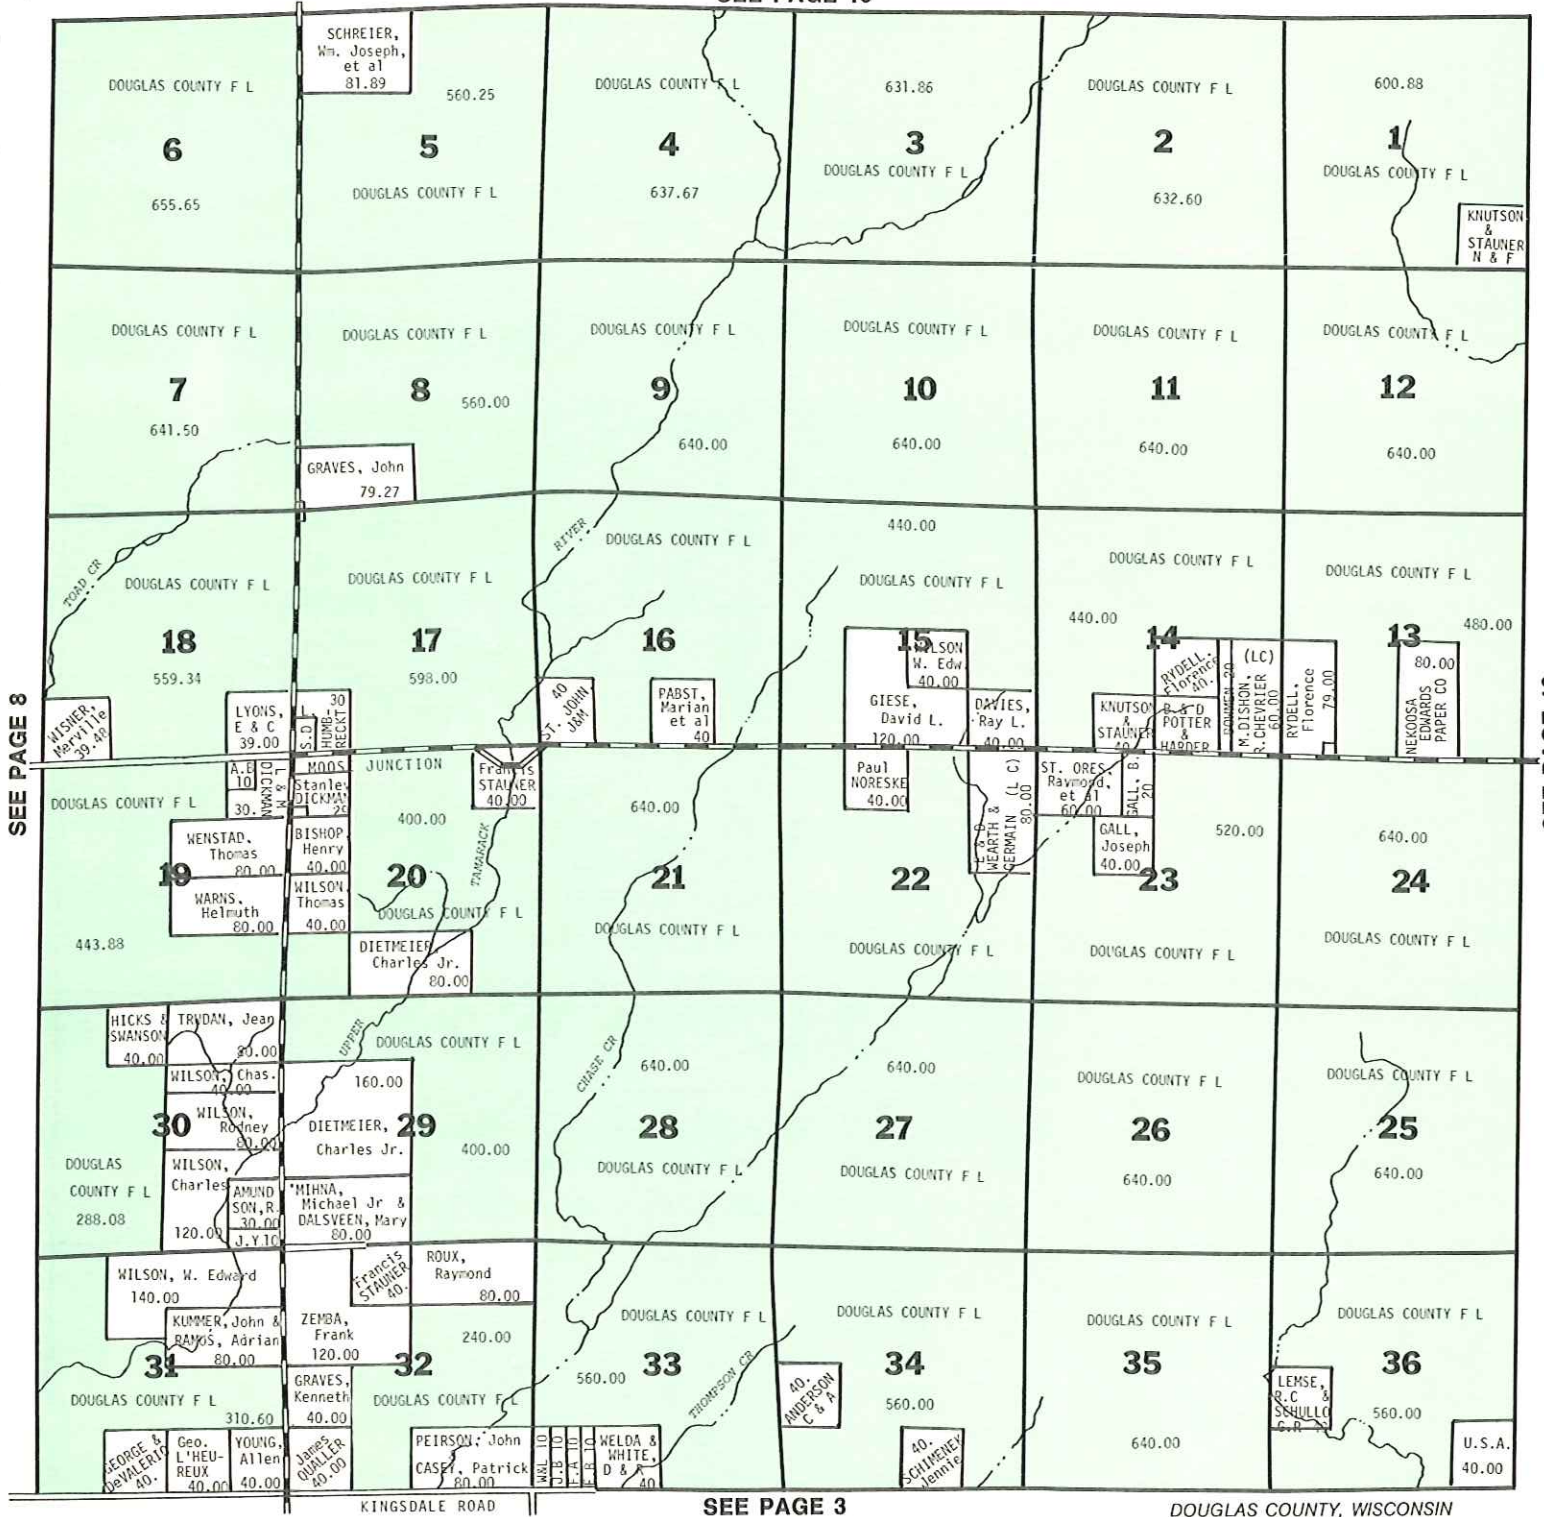 SCHREIER,
Wm. Joseph,
et al
81.89
DOUGLAS COUNTY F L
6
655.65
560.25
5
DOUGLAS COUNTY F L
DOUGLAS COUNTY F L
4
637.67
631.86
3
DOUGLAS COUNTY F L
DOUGLAS COUNTY F L
2
632.60
600.88
1
DOUGLAS COUNTY F L
KNUTSON
&
STAUNER
N & F
DOUGLAS COUNTY F L
7
641.50
DOUGLAS COUNTY F L
8
560.00
GRAVES, John
79.27
DOUGLAS COUNTY F L
9
640.00
DOUGLAS COUNTY F L
10
640.00
DOUGLAS COUNTY F L
11
640.00
DOUGLAS COUNTY F L
12
640.00
TOAD CR
DOUGLAS COUNTY F L
18
559.34
WISNER,
Merville
39.48
LYONS,
E & C
39.00
DOUGLAS COUNTY F L
17
598.00
S.D
30
HUMB-
RECKT
RIVER
DOUGLAS COUNTY F L
16
40
ST. JOHN
J&M
PABST,
Marian
et al
40
440.00
DOUGLAS COUNTY F L
15
WILSON
W. Edw.
40.00
GIESE,
David L.
120.00
DAVIES,
Ray L.
40.00
DOUGLAS COUNTY F L
440.00
14
RYDELL,
Florence
40.
KNUTSON
&
STAUNER
40
B & D
POTTER
&
HARDER
DOUGLAS COUNTY F L
480.00
13
(LC)
M.DISHON,
R.CHEVRIER
60.00
RYDELL,
Florence
79.00
80.00
NEKOOSA
EDWARDS
PAPER CO
SEE PAGE 8
DOUGLAS COUNTY F L
A.B
10
30.
DICKMAN
WENSTAD,
Thomas
80.00
19
WARNS,
Helmuth
80.00
443.88
MOOS
JUNCTION
Stanley
DICKMAN
BISHOP
Henry
40.00
400.00
20
WILSON
Thomas
40.00
DOUGLAS COUNTY F L
DIETMEIER,
Charles Jr.
80.00
Francis
STAUNER
40.00
TAMARACK
640.00
21
DOUGLAS COUNTY F L
Paul
NORESKE
40.00
22
DOUGLAS COUNTY F L
WEARTH &
GERMAIN (L C)
80.00
ST. ORES,
Raymond,
et al
60.00
GALL, B.
20
GALL,
Joseph
40.00
520.00
23
DOUGLAS COUNTY F L
640.00
24
DOUGLAS COUNTY F L
HICKS &
SWANSON
40.00
TRUDAN, Jean
80.00
WILSON, Chas.
40.00
30
WILSON,
Rodney
80.00
DOUGLAS
COUNTY F L
288.08
WILSON,
Charles
120.00
AMUND
SON,R.
30.00
J.Y.10
UPPER
DOUGLAS COUNTY F L
160.00
DIETMEIER,
Charles Jr.
29
400.00
MIHNA,
Michael Jr &
DALSVEEN, Mary
80.00
CHASE CR
640.00
28
DOUGLAS COUNTY F L
640.00
27
DOUGLAS COUNTY F L
DOUGLAS COUNTY F L
26
640.00
DOUGLAS COUNTY F L
25
640.00
WILSON, W. Edward
140.00
KUMMER, John &
RAMOS, Adrian
80.00
31
DOUGLAS COUNTY F L
310.60
GEORGE &
DeVALERIO
40.
Geo.
L'HEU-
REUX
40.00
YOUNG,
Allen
40.00
Francis
STAUNER
40.
ROUX,
Raymond
80.00
ZEMBA,
Frank
120.00
240.00
32
GRAVES,
Kenneth
40.00
DOUGLAS COUNTY F L
James
QUALLER
40.00
PEIRSON, John
CASEY, Patrick
80.00
DOUGLAS COUNTY F L
33
560.00
THOMPSON CR
W&L 10
J.B 10
F.A 10
E.B 10
WELDA &
WHITE,
40
DOUGLAS COUNTY F L
34
40.
ANDERSON
C & A
560.00
40.
SCHIMENEK
Jennie
DOUGLAS COUNTY F L
35
640.00
DOUGLAS COUNTY F L
36
LEMSE,
R.C &
SCHULLO
560.00
U.S.A.
40.00
KINGSDALE ROAD
SEE PAGE 3
DOUGLAS COUNTY, WISCONSIN